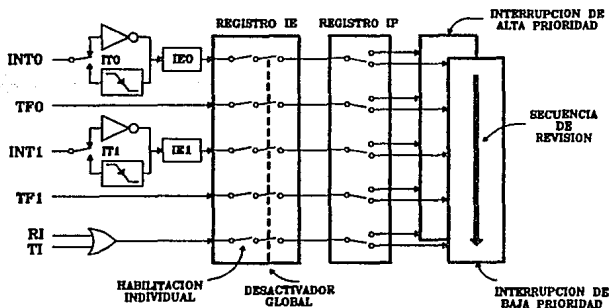 REGISTRO IE
REGISTRO IP
INTERRUPCION DE
ALTA PRIORIDAD
INT0
IT0
IE0
TF0
SECUENCIA
DE
REVISION
INT1
IT1
IE1
TF1
RI
TI
HABILITACION
INDIVIDUAL
DESACTIVADOR
GLOBAL
INTERRUPCION DE
BAJA PRIORIDAD